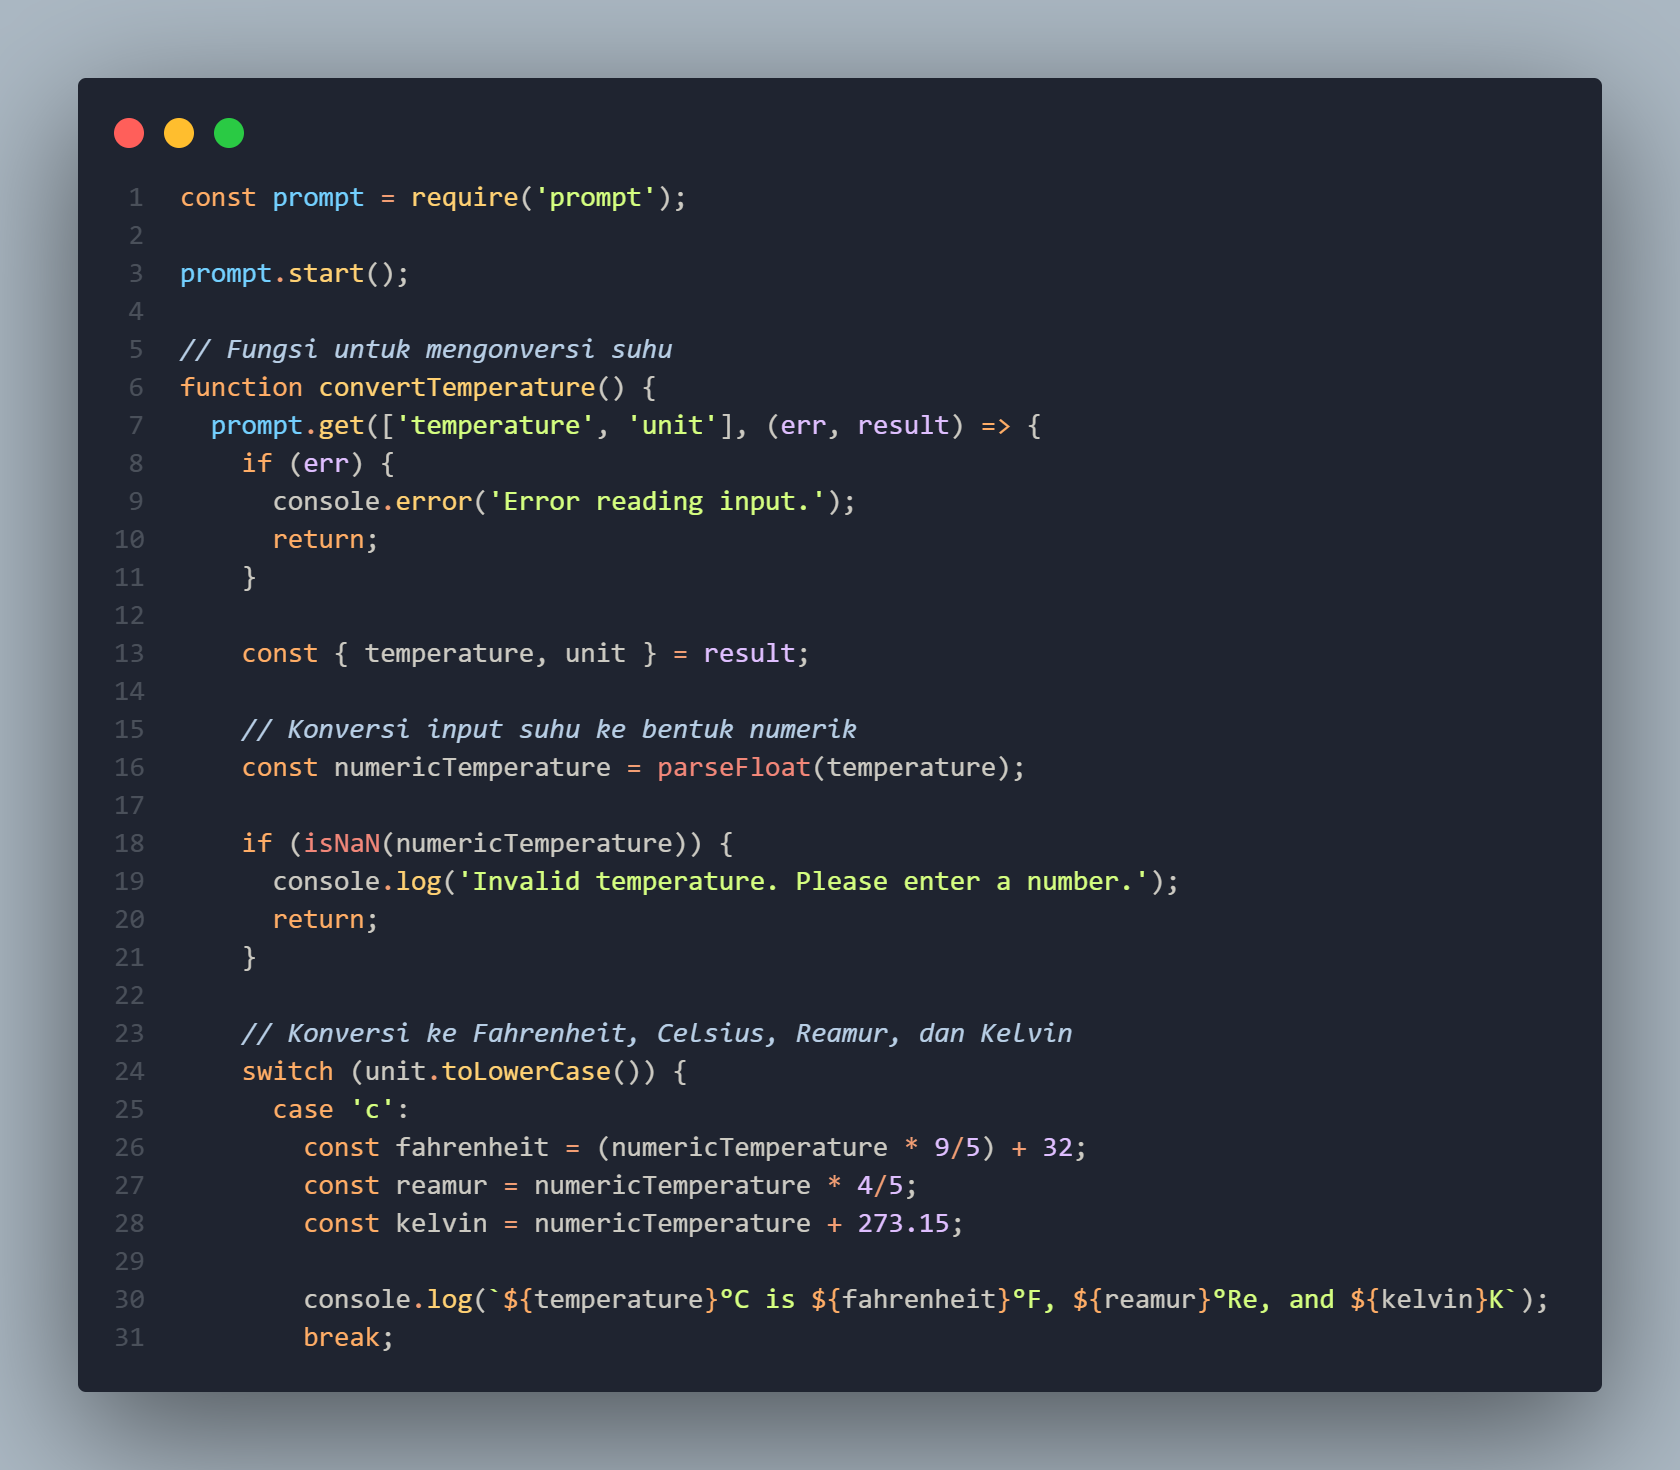 1 const prompt = require('prompt');
2
3 prompt.start();
4
5 // Fungsi untuk mengonversi suhu
6 function convertTemperature() {
7   prompt.get(['temperature', 'unit'], (err, result) => {
8     if (err) {
9       console.error('Error reading input.');
10       return;
11     }
12
13     const { temperature, unit } = result;
14
15     // Konversi input suhu ke bentuk numerik
16     const numericTemperature = parseFloat(temperature);
17
18     if (isNaN(numericTemperature)) {
19       console.log('Invalid temperature. Please enter a number.');
20       return;
21     }
22
23     // Konversi ke Fahrenheit, Celsius, Reamur, dan Kelvin
24     switch (unit.toLowerCase()) {
25       case 'c':
26         const fahrenheit = (numericTemperature * 9/5) + 32;
27         const reamur = numericTemperature * 4/5;
28         const kelvin = numericTemperature + 273.15;
29
30         console.log(`${temperature}°C is ${fahrenheit}°F, ${reamur}°Re, and ${kelvin}K`);
31         break;